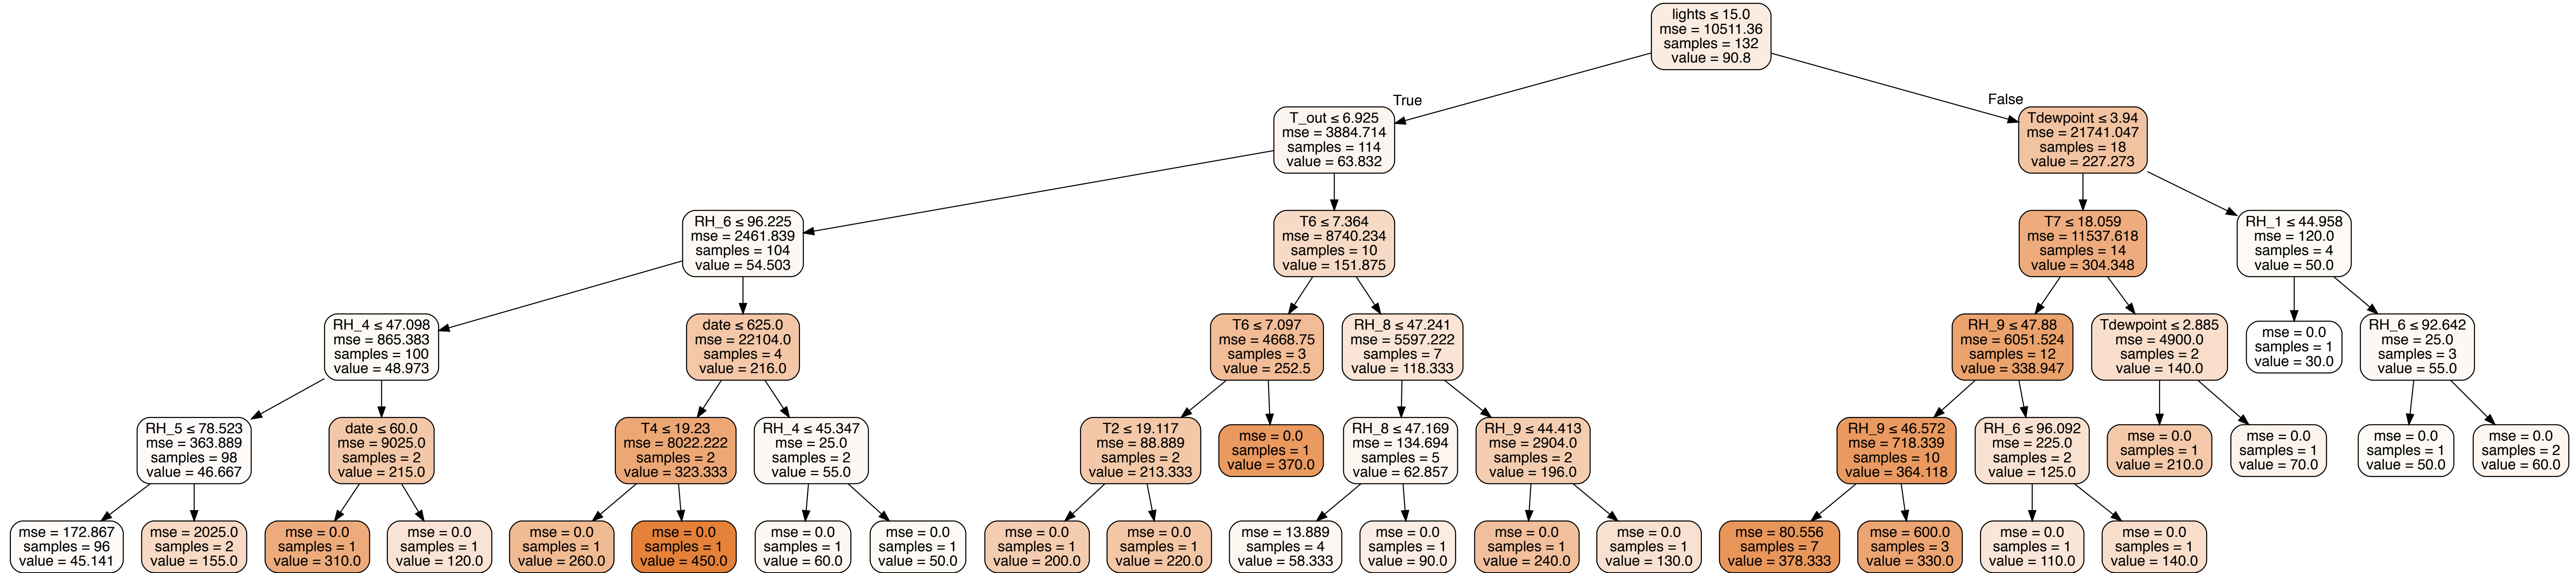 lights ≤ 15.0
mse = 10511.36
samples = 132
value = 90.8
True
False
T_out ≤ 6.925
mse = 3884.714
samples = 114
value = 63.832
Tdewpoint ≤ 3.94
mse = 21741.047
samples = 18
value = 227.273
RH_6 ≤ 96.225
mse = 2461.839
samples = 104
value = 54.503
T6 ≤ 7.364
mse = 8740.234
samples = 10
value = 151.875
T7 ≤ 18.059
mse = 11537.618
samples = 14
value = 304.348
RH_1 ≤ 44.958
mse = 120.0
samples = 4
value = 50.0
RH_4 ≤ 47.098
mse = 865.383
samples = 100
value = 48.973
date ≤ 625.0
mse = 22104.0
samples = 4
value = 216.0
T6 ≤ 7.097
mse = 4668.75
samples = 3
value = 252.5
RH_8 ≤ 47.241
mse = 5597.222
samples = 7
value = 118.333
RH_9 ≤ 47.88
mse = 6051.524
samples = 12
value = 338.947
Tdewpoint ≤ 2.885
mse = 4900.0
samples = 2
value = 140.0
mse = 0.0
samples = 1
value = 30.0
RH_6 ≤ 92.642
mse = 25.0
samples = 3
value = 55.0
RH_5 ≤ 78.523
mse = 363.889
samples = 98
value = 46.667
date ≤ 60.0
mse = 9025.0
samples = 2
value = 215.0
T4 ≤ 19.23
mse = 8022.222
samples = 2
value = 323.333
RH_4 ≤ 45.347
mse = 25.0
samples = 2
value = 55.0
T2 ≤ 19.117
mse = 88.889
samples = 2
value = 213.333
mse = 0.0
samples = 1
value = 370.0
RH_8 ≤ 47.169
mse = 134.694
samples = 5
value = 62.857
RH_9 ≤ 44.413
mse = 2904.0
samples = 2
value = 196.0
RH_9 ≤ 46.572
mse = 718.339
samples = 10
value = 364.118
RH_6 ≤ 96.092
mse = 225.0
samples = 2
value = 125.0
mse = 0.0
samples = 1
value = 210.0
mse = 0.0
samples = 1
value = 70.0
mse = 0.0
samples = 1
value = 50.0
mse = 0.0
samples = 2
value = 60.0
mse = 172.867
samples = 96
value = 45.141
mse = 2025.0
samples = 2
value = 155.0
mse = 0.0
samples = 1
value = 310.0
mse = 0.0
samples = 1
value = 120.0
mse = 0.0
samples = 1
value = 260.0
mse = 0.0
samples = 1
value = 450.0
mse = 0.0
samples = 1
value = 60.0
mse = 0.0
samples = 1
value = 50.0
mse = 0.0
samples = 1
value = 200.0
mse = 0.0
samples = 1
value = 220.0
mse = 13.889
samples = 4
value = 58.333
mse = 0.0
samples = 1
value = 90.0
mse = 0.0
samples = 1
value = 240.0
mse = 0.0
samples = 1
value = 130.0
mse = 80.556
samples = 7
value = 378.333
mse = 600.0
samples = 3
value = 330.0
mse = 0.0
samples = 1
value = 110.0
mse = 0.0
samples = 1
value = 140.0